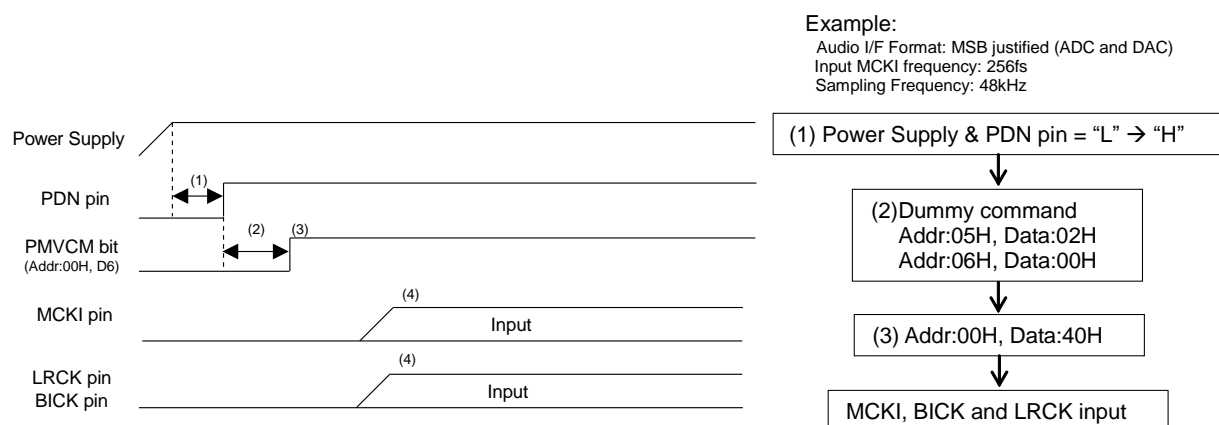 Example:
Audio I/F Format: MSB justified (ADC and DAC)
Input MCKI frequency: 256fs
Sampling Frequency: 48kHz
Power Supply
(1)
PDN pin
(2)
(3)
PMVCM bit
(Addr:00H, D6)
(4)
MCKI pin
Input
(4)
LRCK pin
BICK pin
Input
(1) Power Supply & PDN pin = “L” → “H”
(2)Dummy command
Addr:05H, Data:02H
Addr:06H, Data:00H
(3) Addr:00H, Data:40H
MCKI, BICK and LRCK input